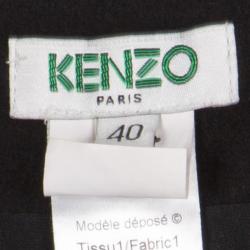 KENZO
PARIS
40
Modèle déposé ©
Tissu1/Fabric1